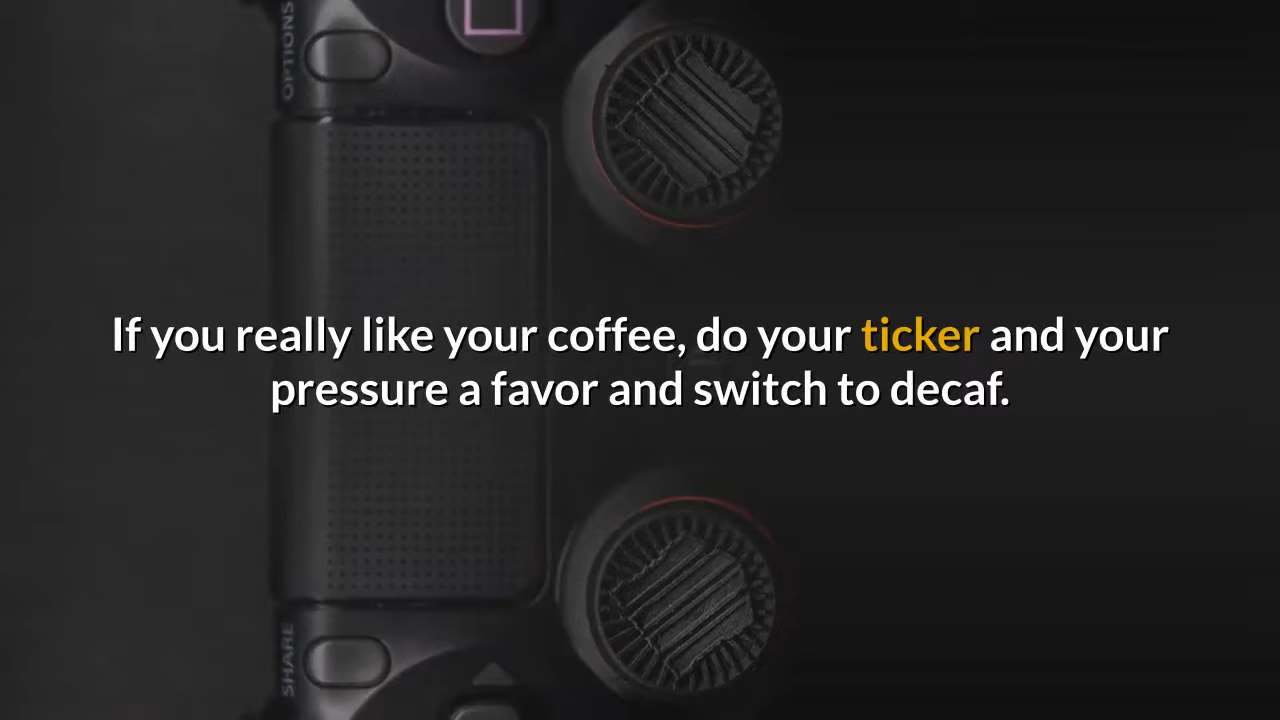 OPTIONS
If you really like your coffee, do your ticker and your
pressure a favor and switch to decaf.
SHARE